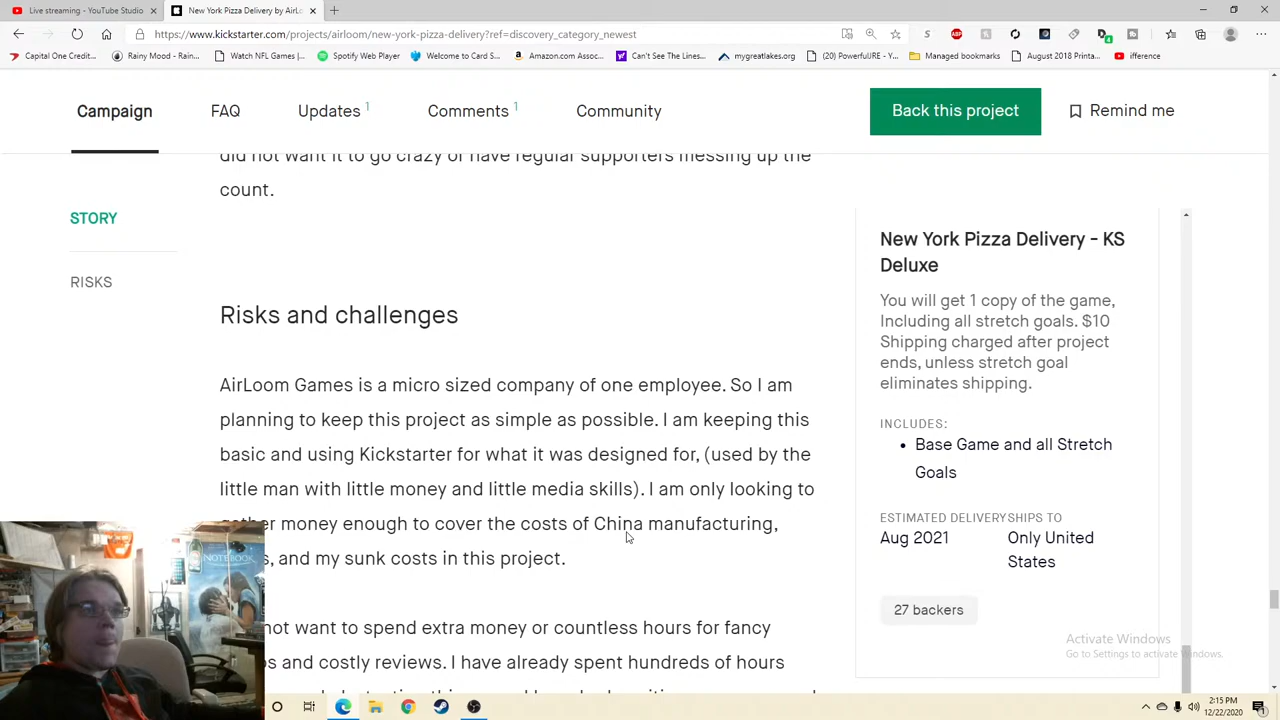 Live streaming - YouTube Studio
New York Pizza Delivery by AirLo
https://www.kickstarter.com/projects/airloom/new-york-pizza-delivery?ref=discovery_category_newest
Capital One Credit...
Rainy Mood - Rain...
Watch NFL Games |...
Spotify Web Player
Welcome to Card S...
Amazon.com Assoc...
Can't See The Lines...
mygreatlakes.org
(20) PowerfulJRE - Y...
Managed bookmarks
August 2018 Printa...
ifference
Campaign
FAQ
Updates 1
Comments 1
Community
Back this project
Remind me
did not want it to go crazy or have regular supporters messing up the
count.
STORY
RISKS
Risks and challenges
AirLoom Games is a micro sized company of one employee. So I am
planning to keep this project as simple as possible. I am keeping this
basic and using Kickstarter for what it was designed for, (used by the
little man with little money and little media skills). I am only looking to
money enough to cover the costs of China manufacturing,
and my sunk costs in this project.
not want to spend extra money or countless hours for fancy
and costly reviews. I have already spent hundreds of hours
New York Pizza Delivery - KS
Deluxe
You will get 1 copy of the game,
Including all stretch goals. $10
Shipping charged after project
ends, unless stretch goal
eliminates shipping.
INCLUDES:
• Base Game and all Stretch
Goals
ESTIMATED DELIVERY
Aug 2021
SHIPS TO
Only United
States
27 backers
Activate Windows
Go to Settings to activate Windows.
NOTEBOOK
2:15 PM
12/22/2020